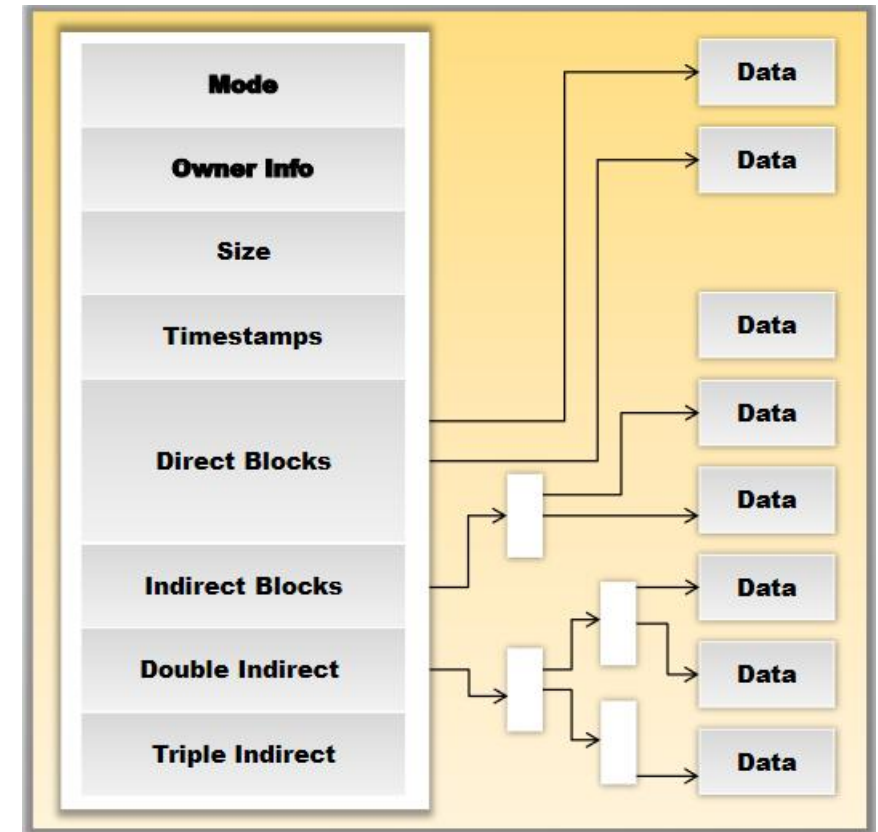 Mode
Owner Info
Size
Timestamps
Direct Blocks
Indirect Blocks
Double Indirect
Triple Indirect
Data
Data
Data
Data
Data
Data
Data
Data